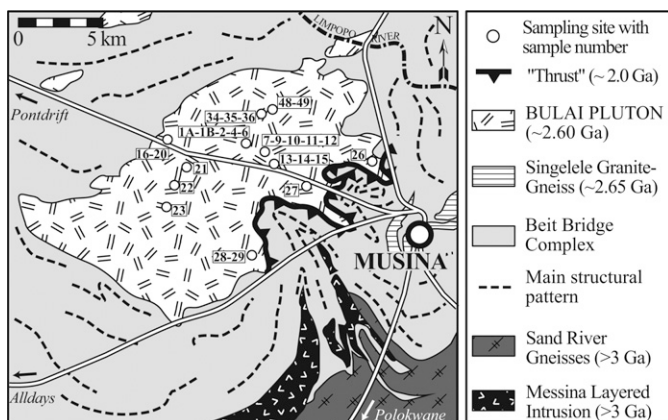 0 5 km
LIMPOPO RIVER
N
Pontdrift
48-49
34-35-36
1A-1B-2-4-6
7-9-10-11-12
16-20
13-14-15
26
21
22
27
23
28-29
MUSINA
Alldays
Polokwane
Sampling site with
sample number
"Thrust" (~ 2.0 Ga)
BULAI PLUTON
(~2.60 Ga)
Singelele Granite-
Gneiss (~2.65 Ga)
Beit Bridge
Complex
Main structural
pattern
Sand River
Gneisses (>3 Ga)
Messina Layered
Intrusion (>3 Ga)